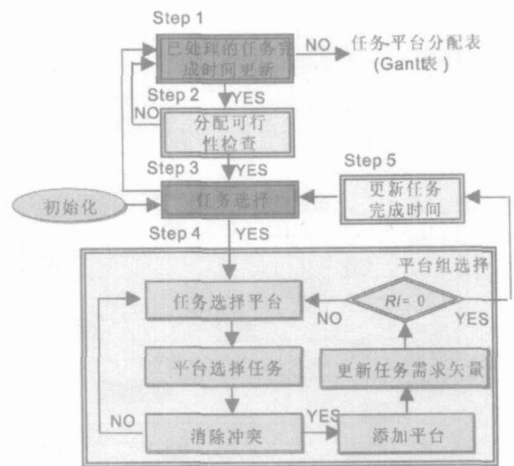 Step 1
已处理的任务完
成时间更新
NO
任务-平台分配表
(Gantt表)
Step 2
YES
NO
分配可行
性检查
Step 3
YES
Step 5
初始化
任务选择
更新任务
完成时间
Step 4
YES
平台组选择
任务选择平台
Ri= 0
NO
YES
平台选择任务
更新任务需求矢量
NO
消除冲突
YES
添加平台